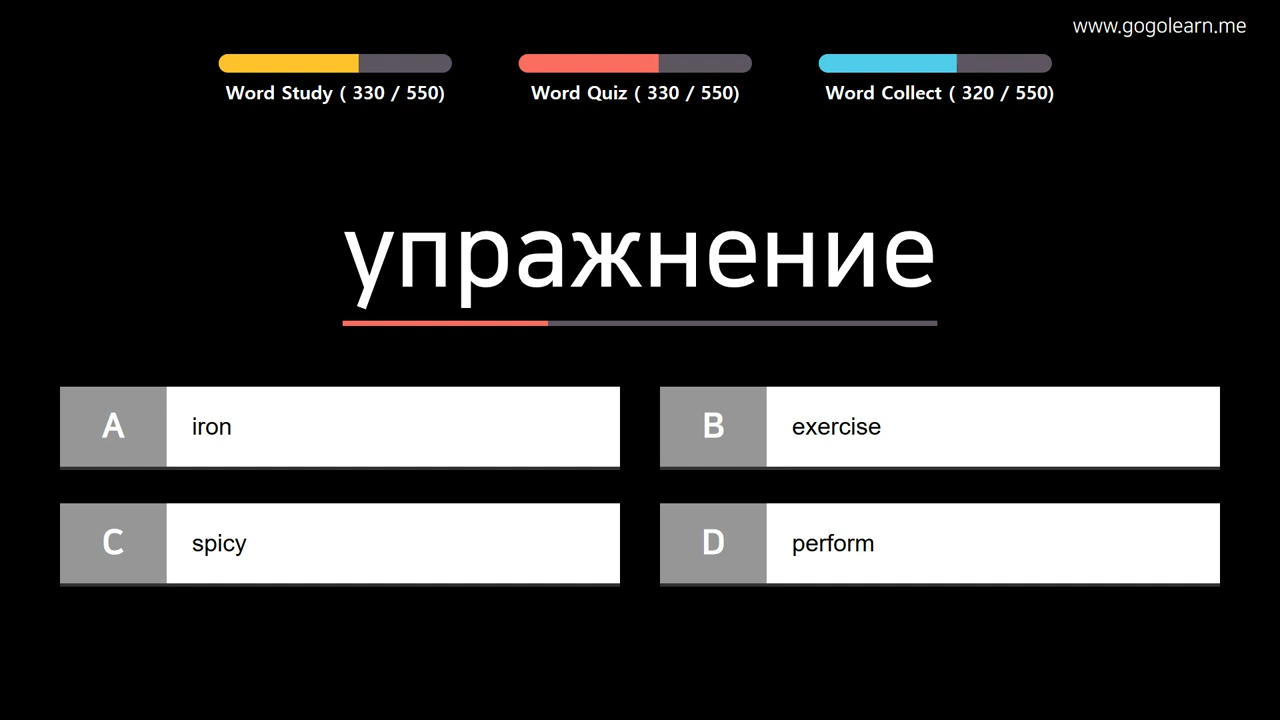 www.gogolearn.me
Word Study ( 330 / 550)
Word Quiz ( 330 / 550)
Word Collect ( 320 / 550)
упражнение
A iron
B exercise
C spicy
D perform